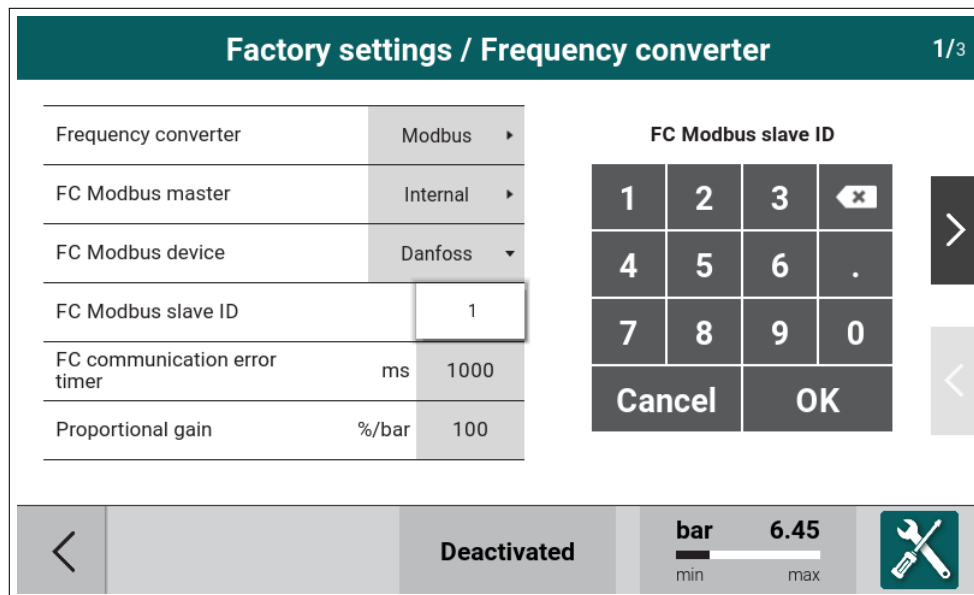 Factory settings / Frequency converter
1/3
Frequency converter
Modbus
FC Modbus master
Internal
FC Modbus device
Danfoss
FC Modbus slave ID
1
FC communication error
timer
ms
1000
Proportional gain
%/bar
100
FC Modbus slave ID
1 2 3
4 5 6 .
7 8 9 0
Cancel OK
Deactivated
bar 6.45
min max